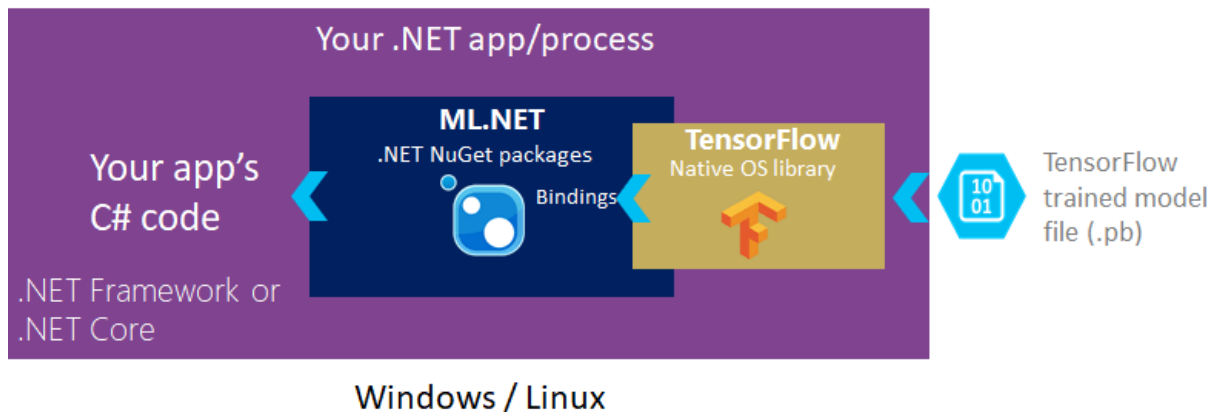 Your .NET app/process
ML.NET
.NET NuGet packages
Bindings
TensorFlow
Native OS library
Your app's
C# code
.NET Framework or
.NET Core
10
01
TensorFlow
trained model
file (.pb)
Windows / Linux